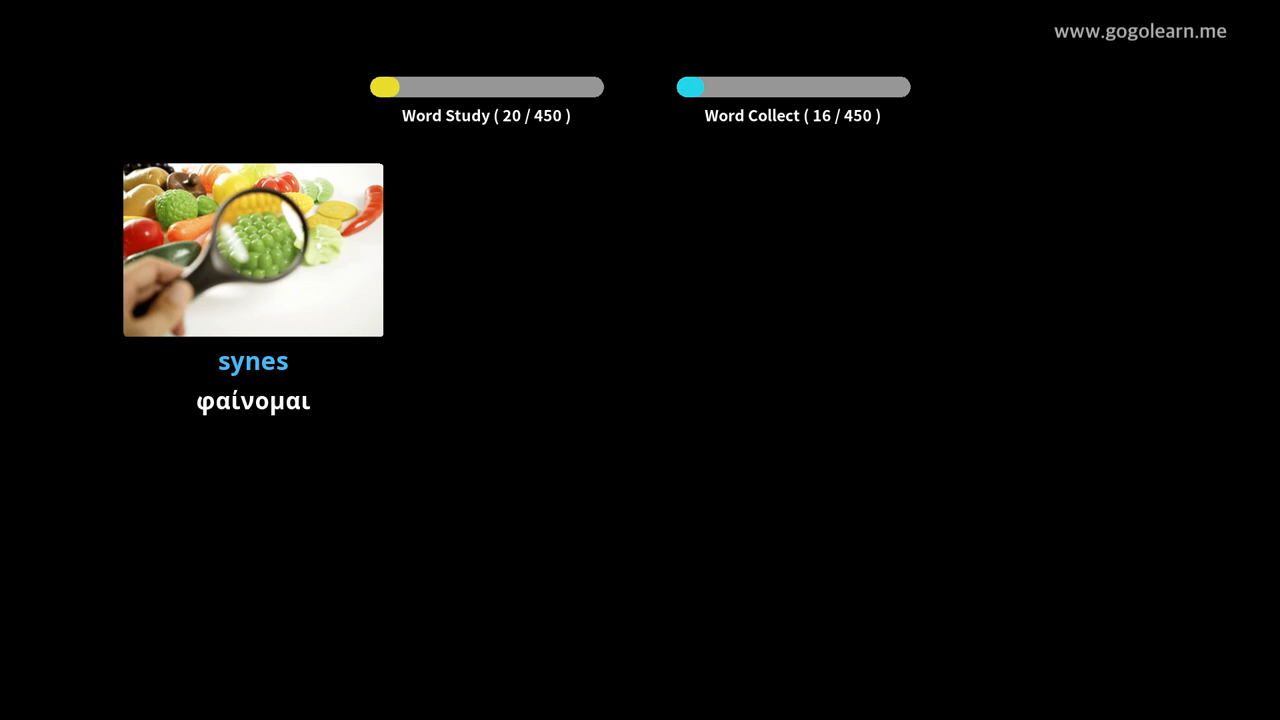 www.gogolearn.me
Word Study ( 20 / 450 )
Word Collect ( 16 / 450 )
synes
φαίνομαι